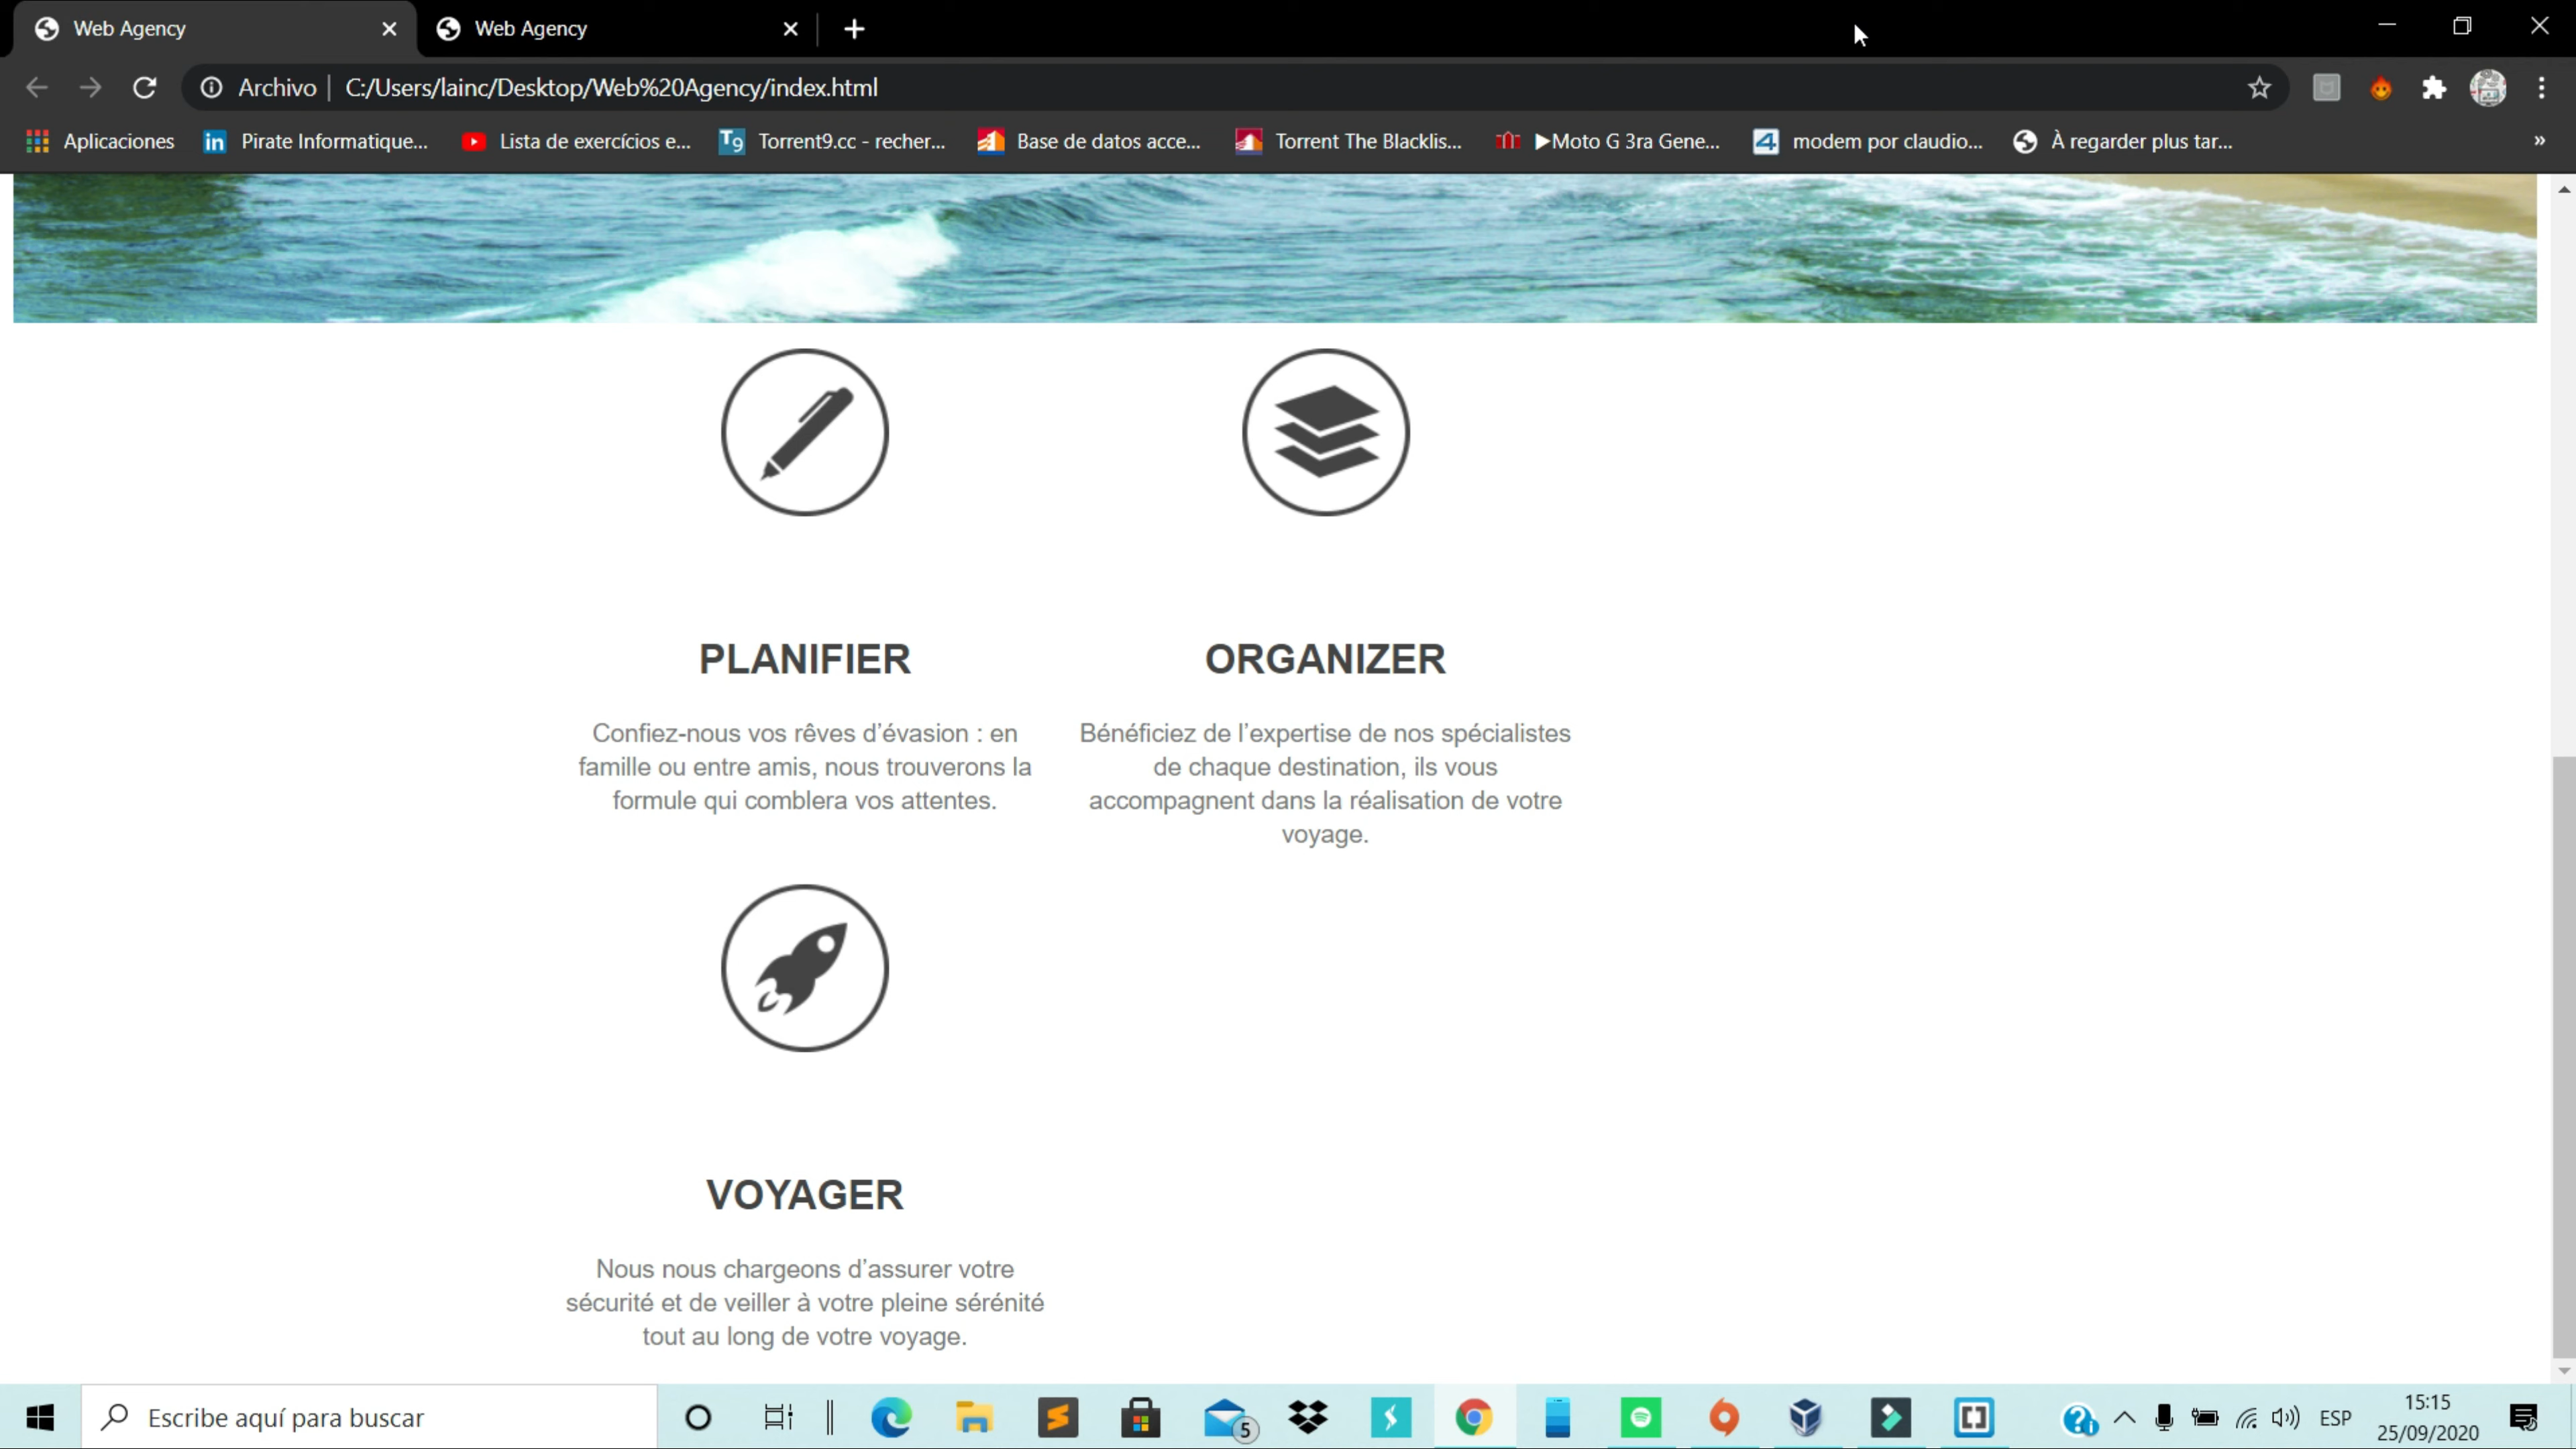 Web Agency
Web Agency
Archivo
C:/Users/lainc/Desktop/Web%20Agency/index.html
Aplicaciones
Pirate Informatique...
Lista de exercícios e...
T9
Torrent9.cc - recher...
Base de datos acce...
Torrent The Blacklis...
▶Moto G 3ra Gene...
modem por claudio...
À regarder plus tar...
»
PLANIFIER
Confiez-nous vos rêves d’évasion : en
famille ou entre amis, nous trouverons la
formule qui comblera vos attentes.
ORGANIZER
Bénéficiez de l’expertise de nos spécialistes
de chaque destination, ils vous
accompagnent dans la réalisation de votre
voyage.
VOYAGER
Nous nous chargeons d’assurer votre
sécurité et de veiller à votre pleine sérénité
tout au long de votre voyage.
Escribe aquí para buscar
5
ESP
15:15
25/09/2020